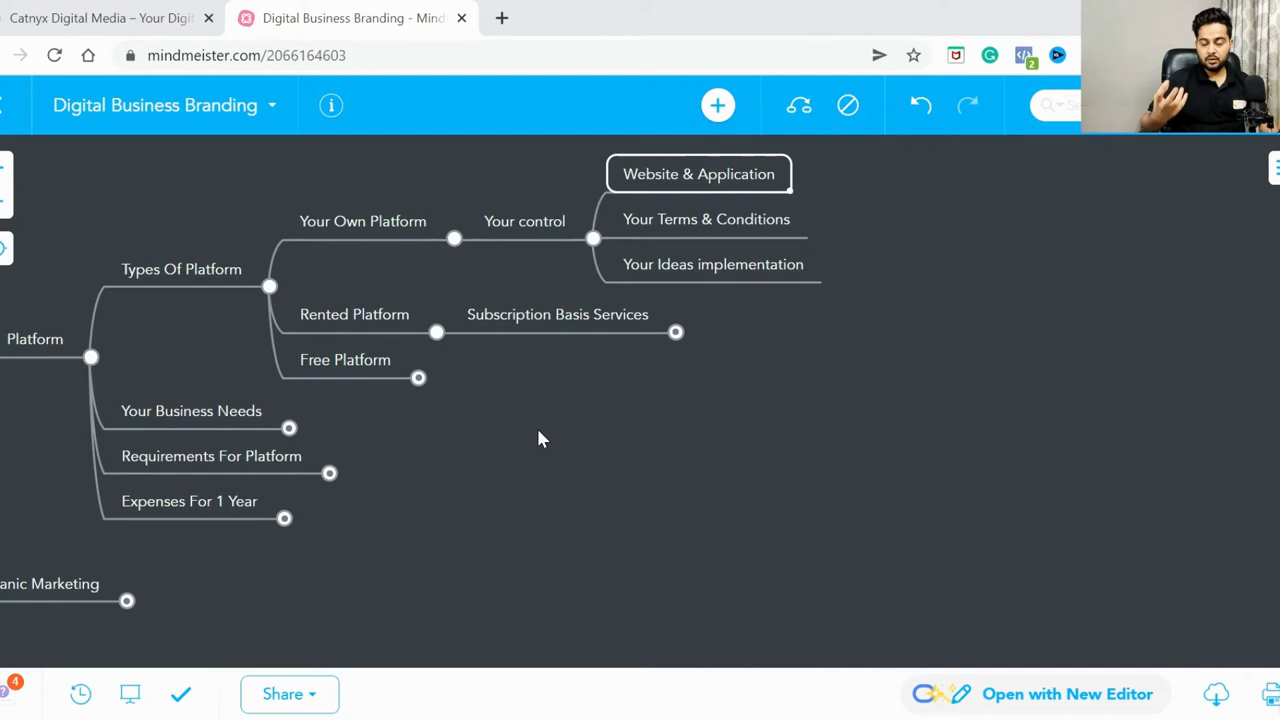 Catnyx Digital Media – Your Digit
Digital Business Branding - Mind
mindmeister.com/2066164603
2
Digital Business Branding
Website & Application
Your Own Platform
Your control
Your Terms & Conditions
Types Of Platform
Your Ideas implementation
Rented Platform
Subscription Basis Services
Platform
Free Platform
Your Business Needs
Requirements For Platform
Expenses For 1 Year
anic Marketing
4
Share
Open with New Editor